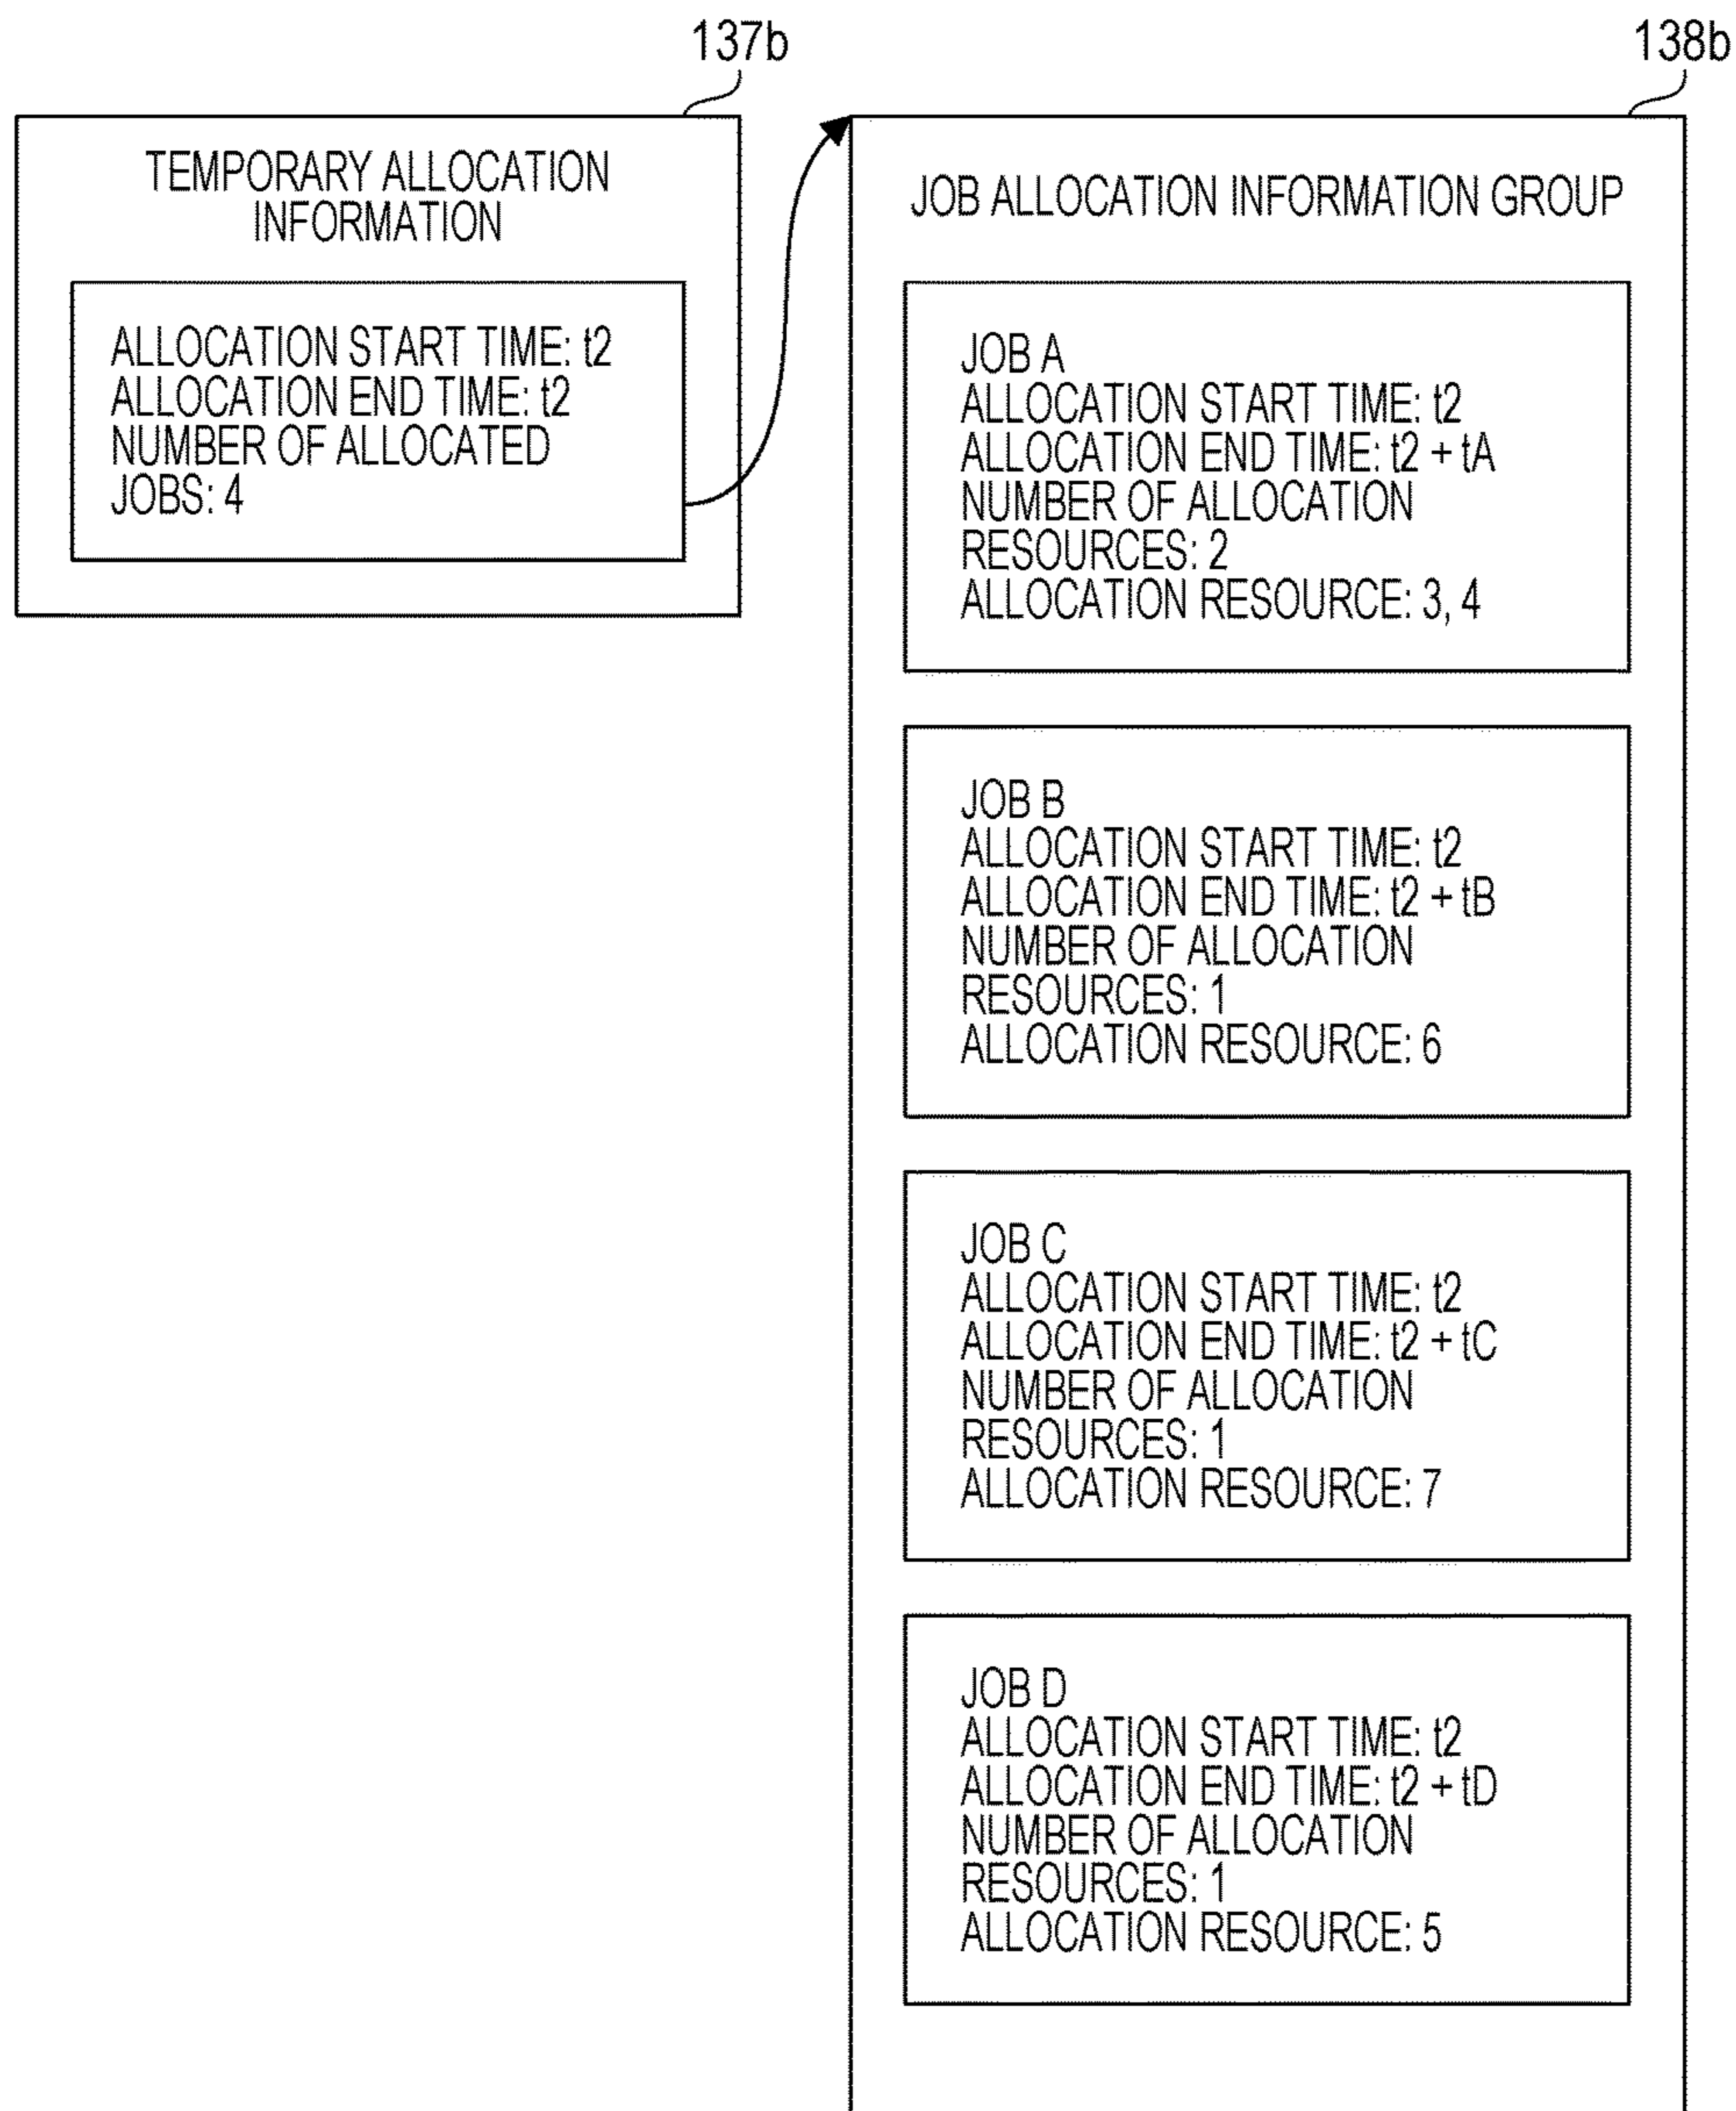 137b
TEMPORARY ALLOCATION
INFORMATION
ALLOCATION START TIME: t2
ALLOCATION END TIME: t2
NUMBER OF ALLOCATED
JOBS: 4
138b
JOB ALLOCATION INFORMATION GROUP
JOB A
ALLOCATION START TIME: t2
ALLOCATION END TIME: t2 + tA
NUMBER OF ALLOCATION
RESOURCES: 2
ALLOCATION RESOURCE: 3, 4
JOB B
ALLOCATION START TIME: t2
ALLOCATION END TIME: t2 + tB
NUMBER OF ALLOCATION
RESOURCES: 1
ALLOCATION RESOURCE: 6
JOB C
ALLOCATION START TIME: t2
ALLOCATION END TIME: t2 + tC
NUMBER OF ALLOCATION
RESOURCES: 1
ALLOCATION RESOURCE: 7
JOB D
ALLOCATION START TIME: t2
ALLOCATION END TIME: t2 + tD
NUMBER OF ALLOCATION
RESOURCES: 1
ALLOCATION RESOURCE: 5